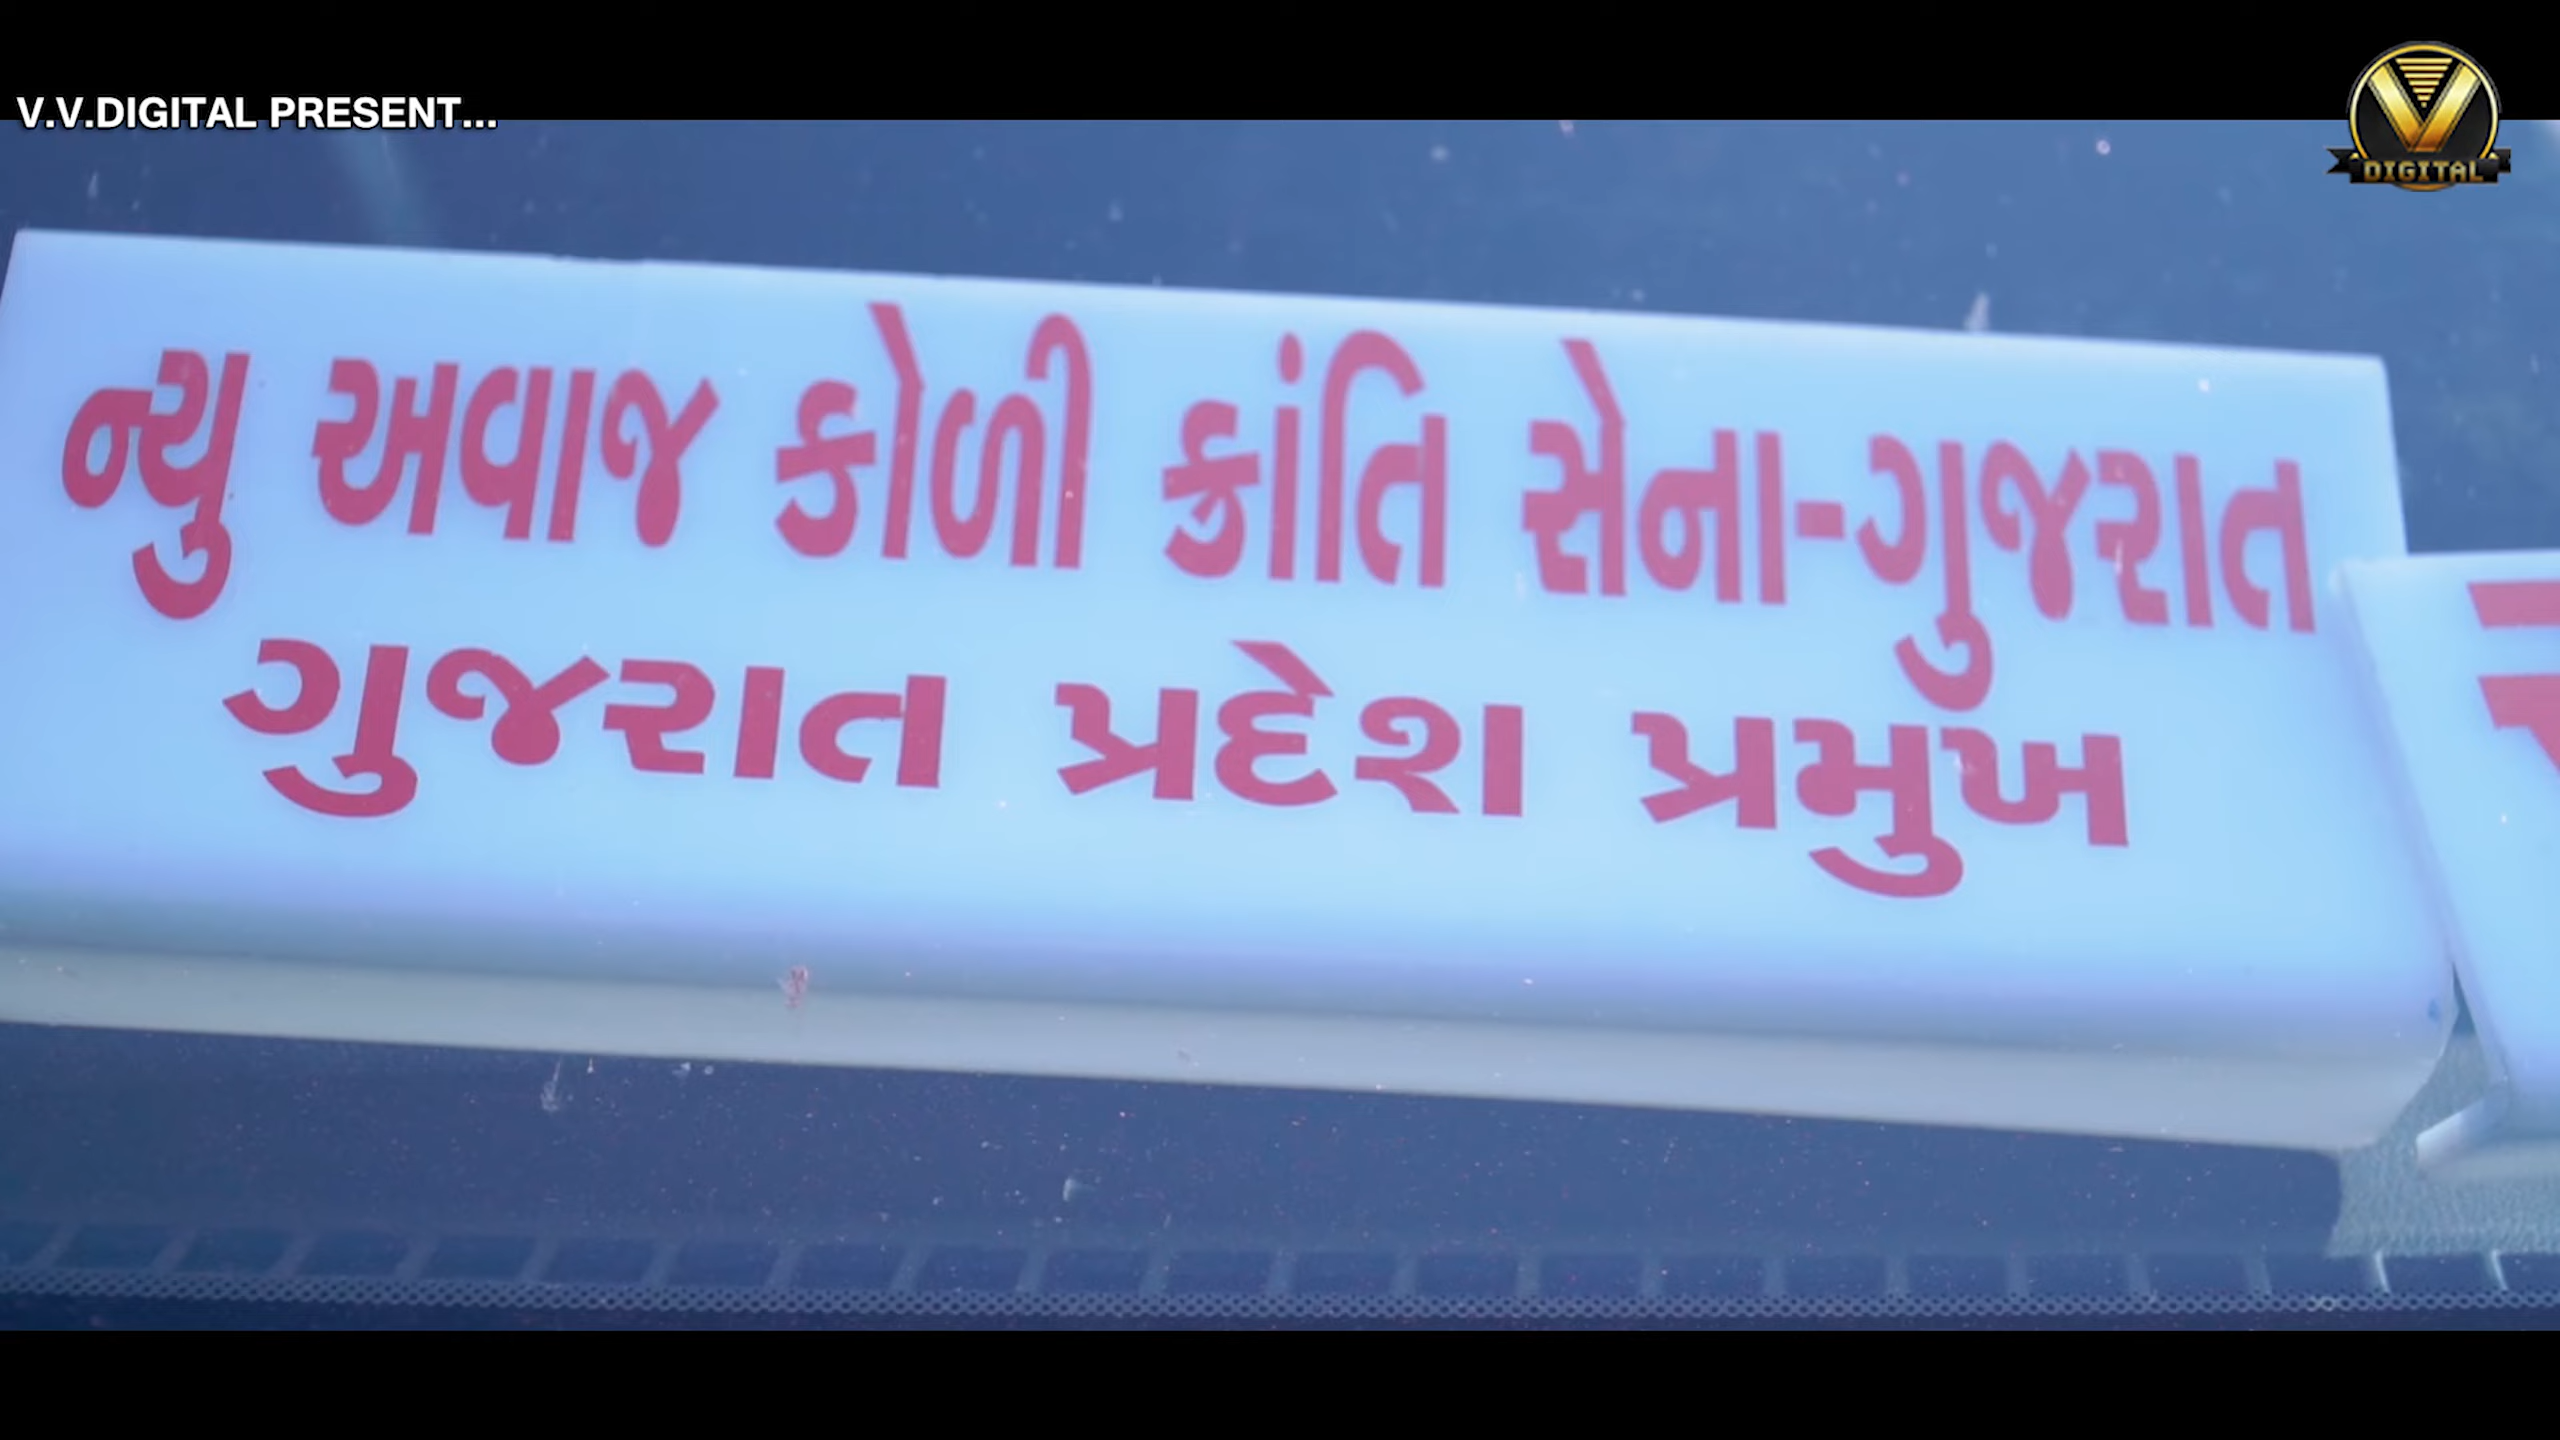 V.V.DIGITAL PRESENT...
DIGITAL
ન્યુ અવાજ કોળી ક્રાંતિ સેના-ગુજરાત
ગુજરાત પ્રદેશ પ્રમુખ